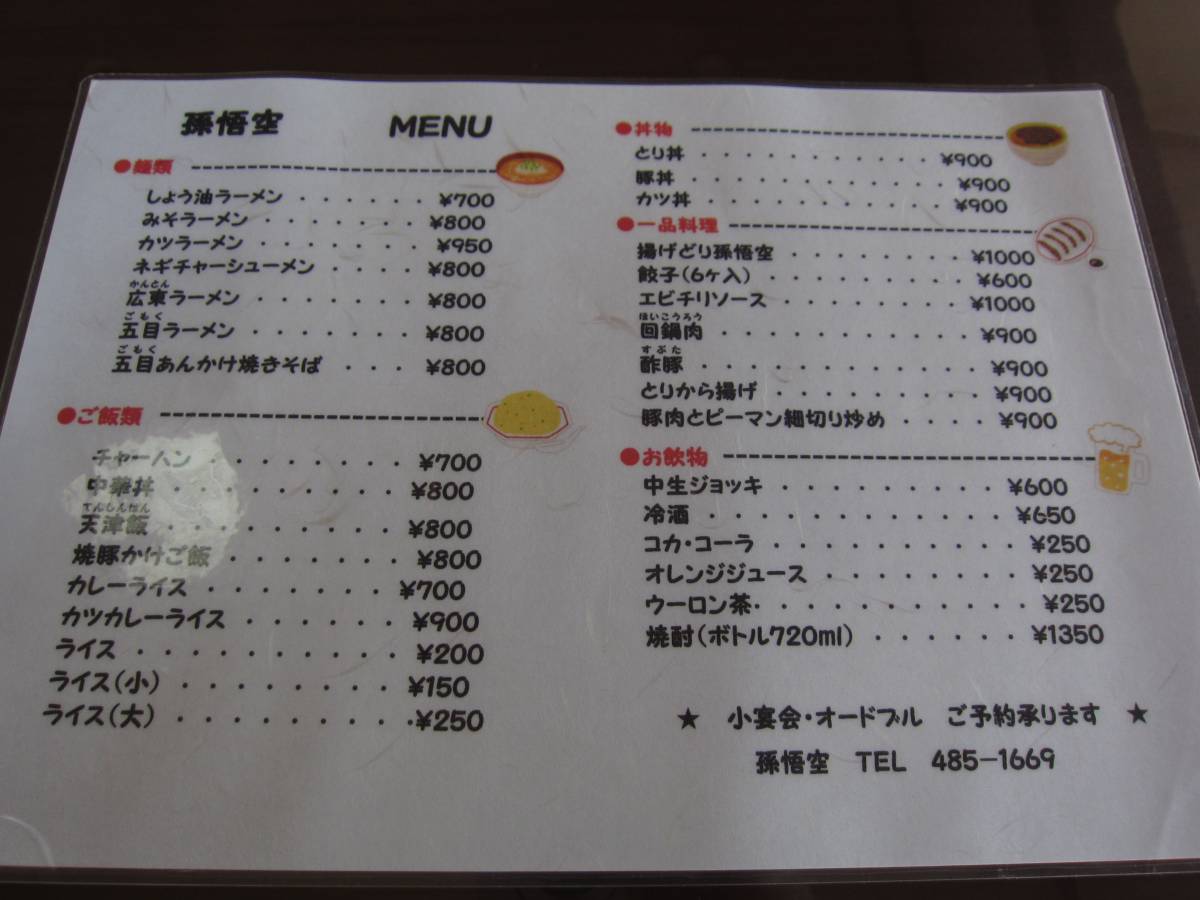 孫悟空 MENU
●麺類
しょう油ラーメン ・・・・・・ ¥700
みそラーメン ・・・・・・・ ¥800
カツラーメン ・・・・・・・ ¥950
ネギチャーシューメン ・・・・ ¥800
かんとん
広東ラーメン ・・・・・・・ ¥800
ごもく
五目ラーメン ・・・・・・・ ¥800
ごもく
五目あんかけ焼きそば ・・・ ¥800
●ご飯類
チャーハン ・・・・・・・・ ¥700
中華丼 ・・・・・・・・・ ¥800
てんしんはん
天津飯 ・・・・・・・・・ ¥800
焼豚かけご飯 ・・・・・・・ ¥800
カレーライス ・・・・・・・ ¥700
カツカレーライス ・・・・・・ ¥900
ライス ・・・・・・・・・・ ¥200
ライス(小) ・・・・・・・・ ¥150
ライス(大) ・・・・・・・・・ ¥250
●丼物
とり丼 ・・・・・・・・・・・ ¥900
豚丼 ・・・・・・・・・・・ ¥900
カツ丼 ・・・・・・・・・・・ ¥900
●一品料理
揚げどり孫悟空 ・・・・・・・ ¥1000
餃子(6ケ入) ・・・・・・・・ ¥600
エビチリソース ・・・・・・・ ¥1000
ほいこうろう
回鍋肉 ・・・・・・・・・・ ¥900
すぶた
酢豚 ・・・・・・・・・・・ ¥900
とりから揚げ ・・・・・・・・ ¥900
豚肉とピーマン細切り炒め ・・・・ ¥900
●お飲物
中生ジョッキ ・・・・・・・・・ ¥600
冷酒 ・・・・・・・・・・・ ¥650
コカ・コーラ ・・・・・・・・・ ¥250
オレンジジュース ・・・・・・・ ¥250
ウーロン茶・・・・・・・・・・・ ¥250
焼酎(ボトル720ml) ・・・・・・ ¥1350
★ 小宴会・オードブル ご予約承ります ★
孫悟空 TEL 485-1669